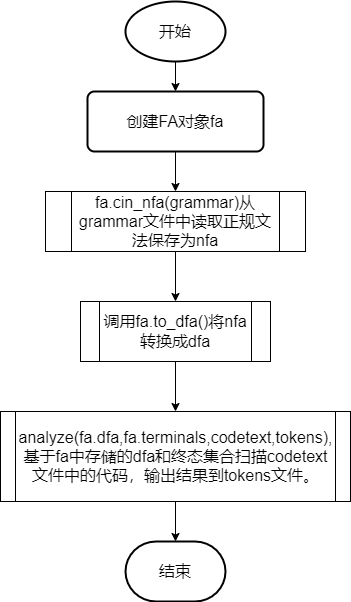 开始
创建FA对象fa
fa.cin_nfa(grammar)从
grammar文件中读取正规文
法保存为nfa
调用fa.to_dfa()将nfa
转换成dfa
analyze(fa.dfa,fa.terminals,codetext,tokens),
基于fa中存储的dfa和终态集合扫描codetext
文件中的代码，输出结果到tokens文件。
结束